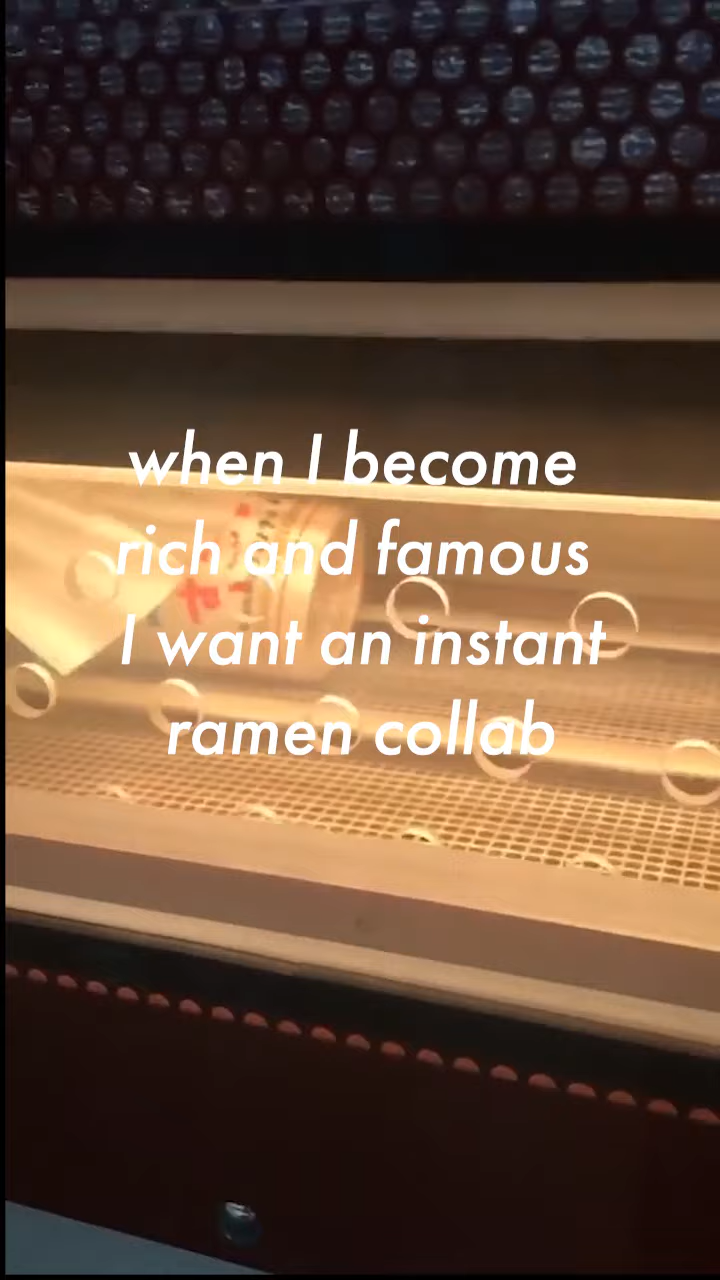 when I become
rich and famous
I want an instant
ramen collab